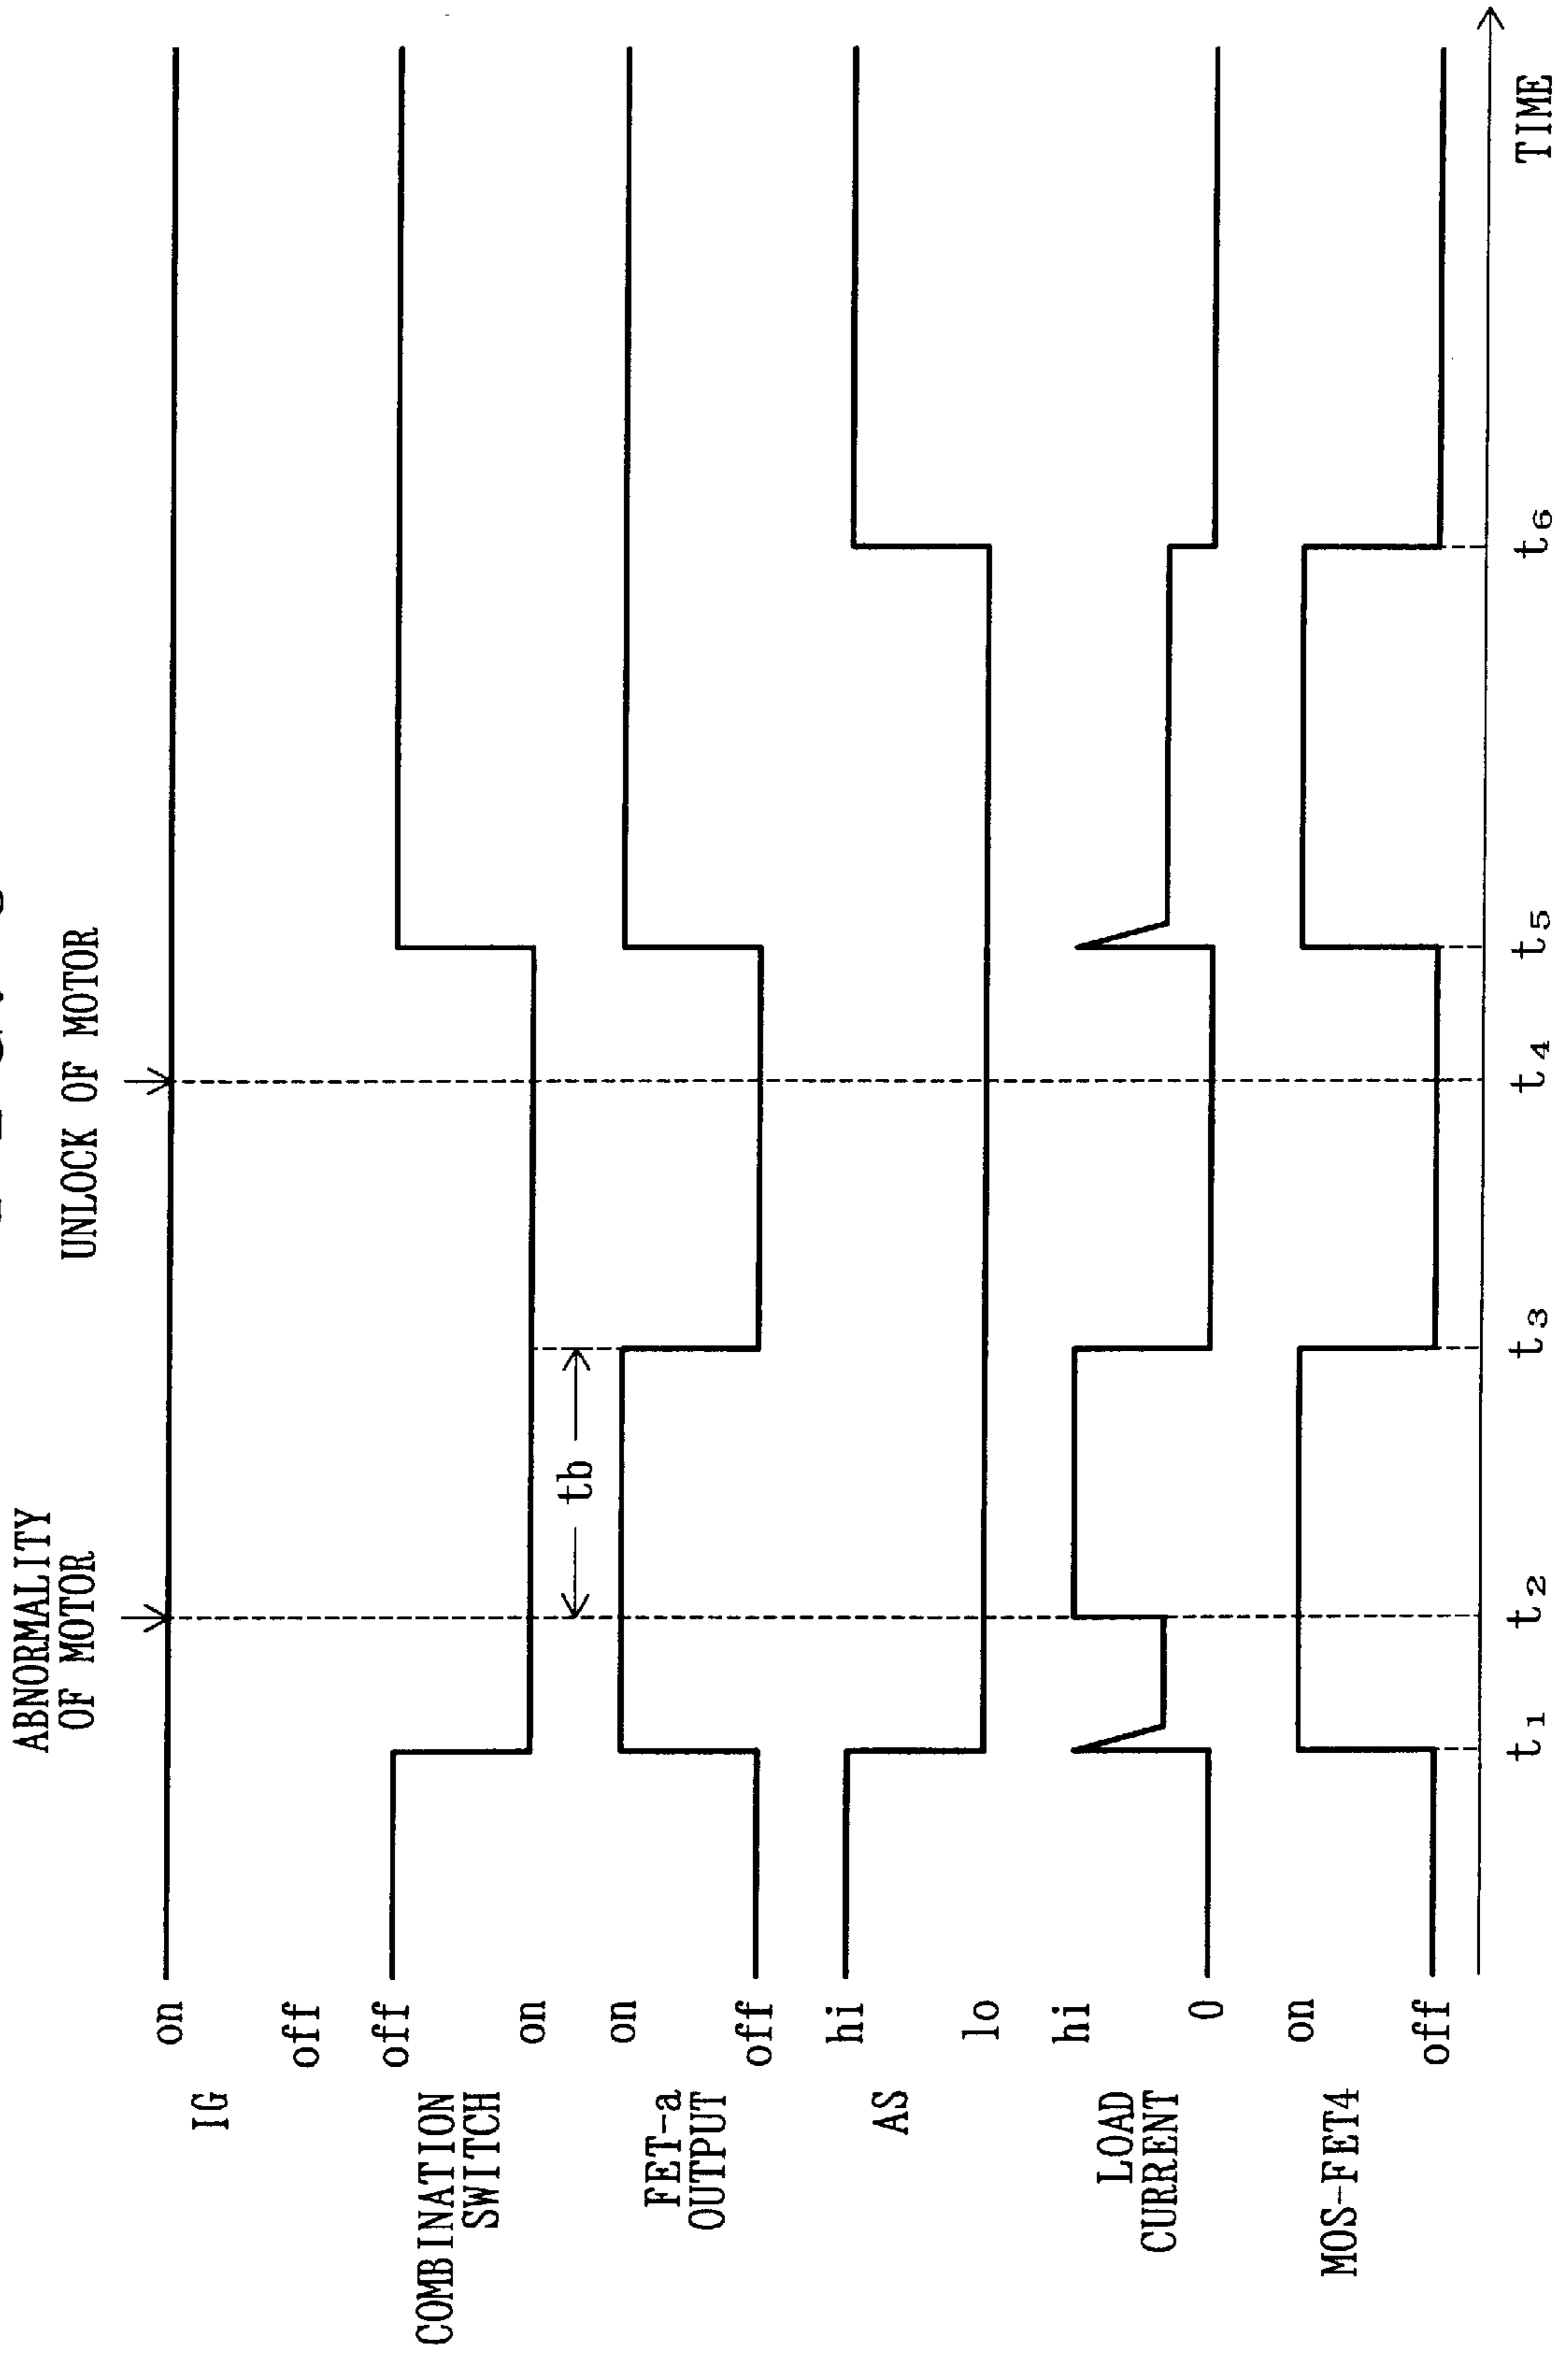 ABNORMALITY
OF MOTOR
UNLOCK OF MOTOR
IG
on
off
COMBINATION
SWITCH
off
on
tb
FET-a
OUTPUT
on
off
AS
hi
lo
LOAD
CURRENT
hi
0
MOS-FET4
on
off
t1
t2
t3
t4
t5
t6
TIME